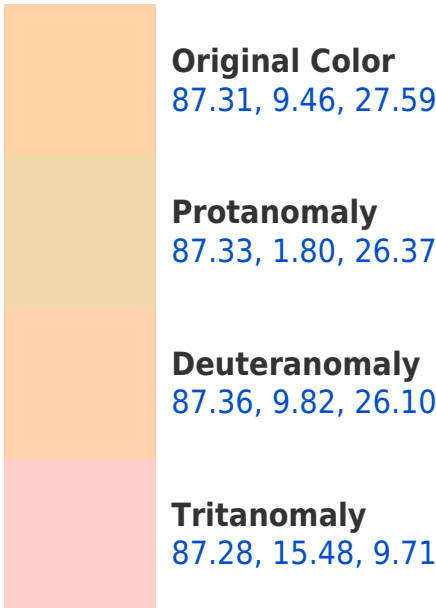 Original Color
87.31, 9.46, 27.59
Protanomaly
87.33, 1.80, 26.37
Deuteranomaly
87.36, 9.82, 26.10
Tritanomaly
87.28, 15.48, 9.71